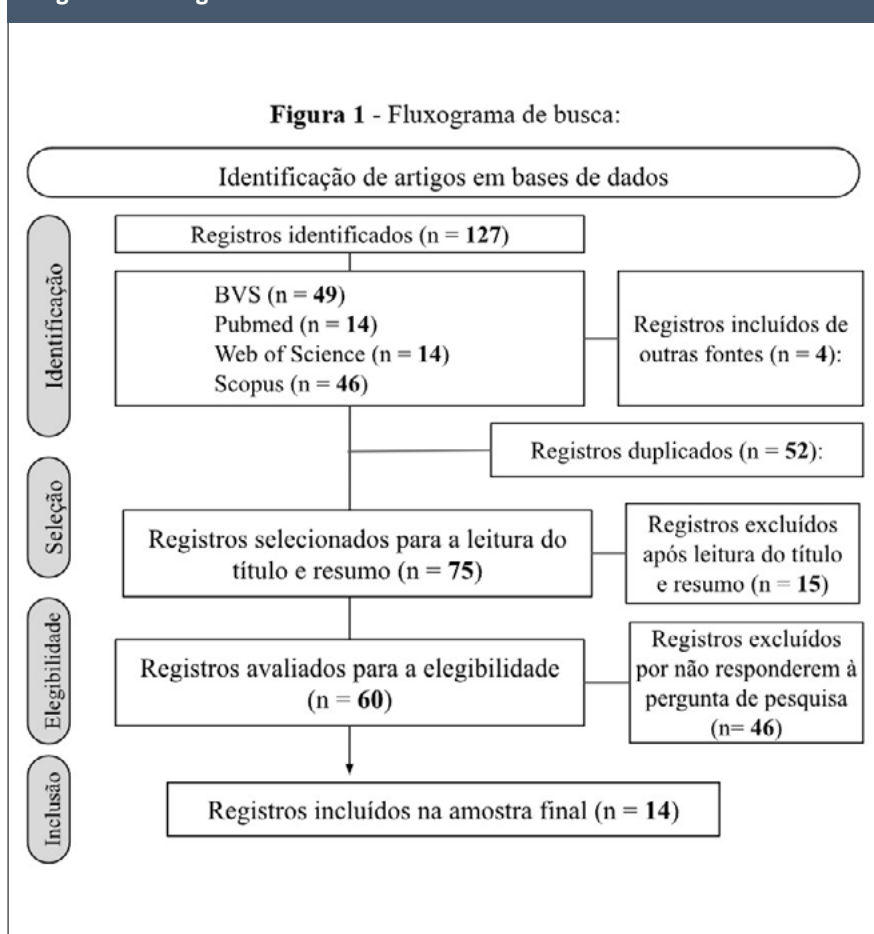 Figura 1 - Fluxograma de busca:
Identificação de artigos em bases de dados
Identificação
Registros identificados (n = 127)
BVS (n = 49)
Pubmed (n = 14)
Web of Science (n = 14)
Scopus (n = 46)
Registros incluídos de
outras fontes (n = 4):
Registros duplicados (n = 52):
Seleção
Registros selecionados para a leitura do
título e resumo (n = 75)
Registros excluídos
após leitura do título
e resumo (n = 15)
Elegibilidade
Registros avaliados para a elegibilidade
(n = 60)
Registros excluídos
por não responderem à
pergunta de pesquisa
(n= 46)
Inclusão
Registros incluídos na amostra final (n = 14)